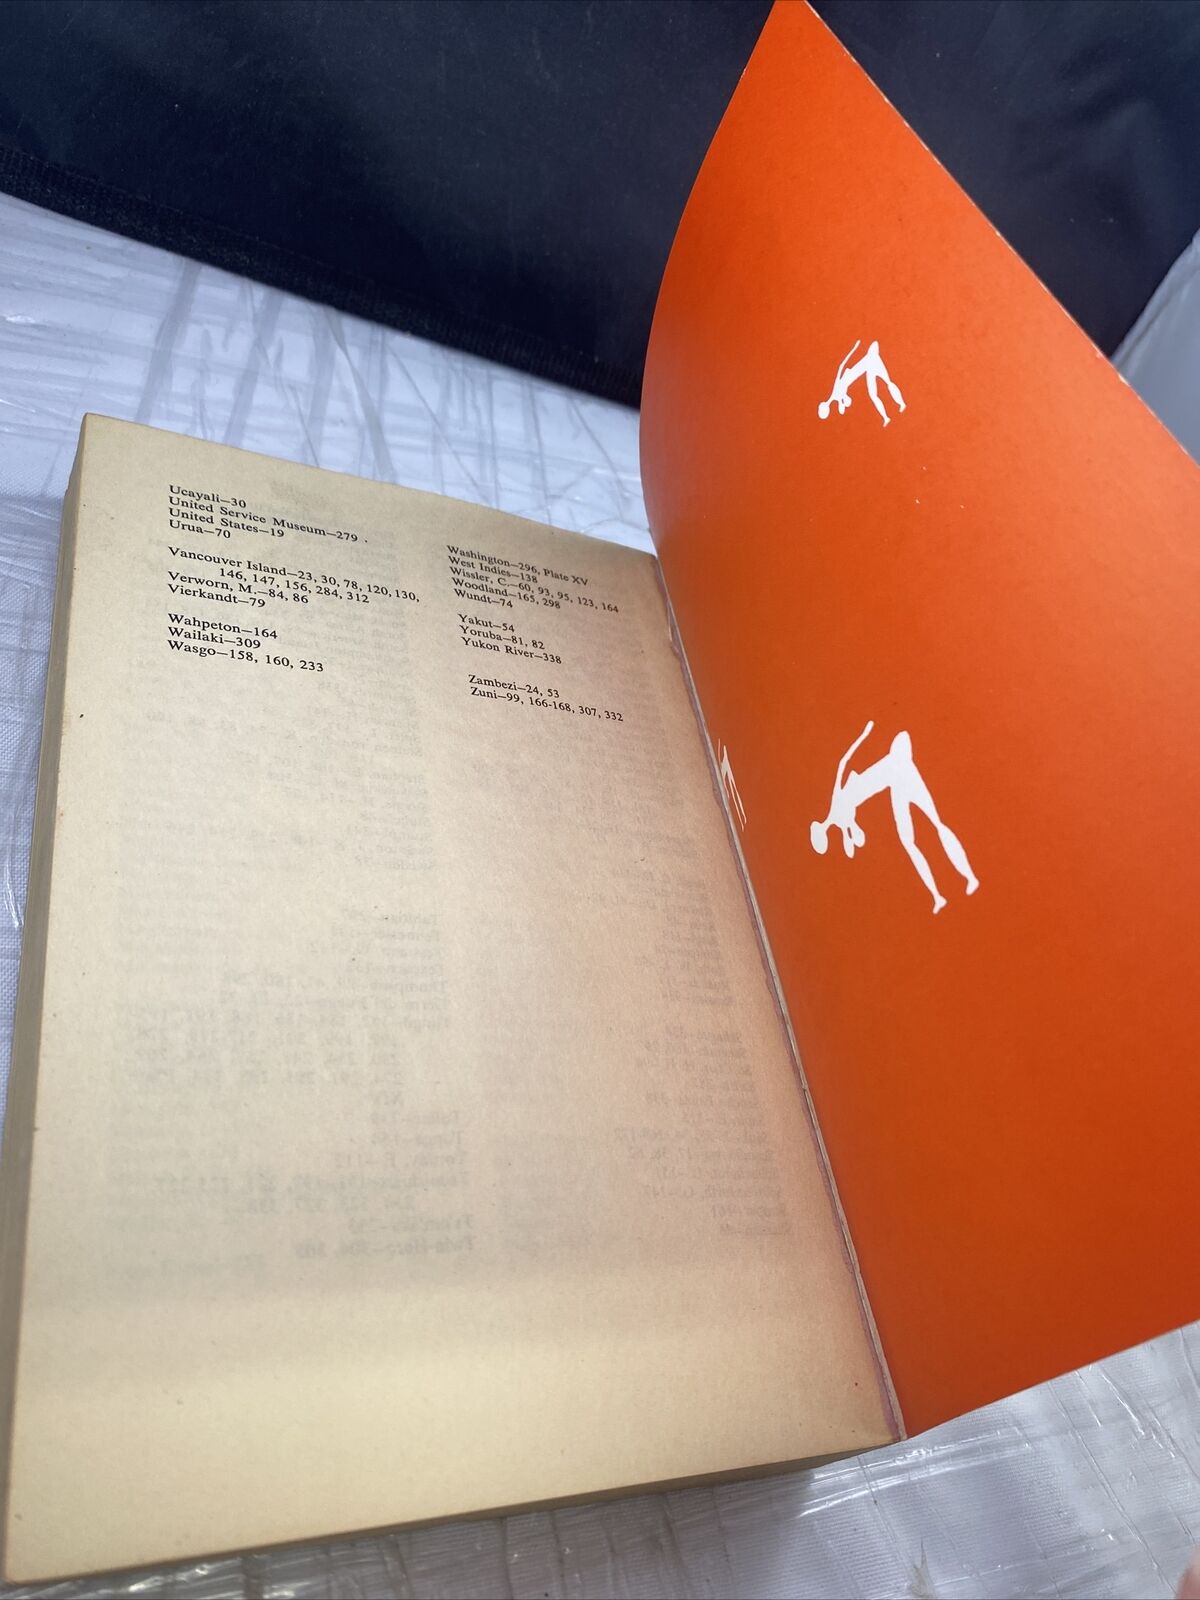 Ucayali—30
United Service Museum—279 .
United States—19
Urua—70
Vancouver Island—23, 30, 78, 120, 130,
146, 147, 156, 284, 312
Verworn, M.—84, 86
Vierkandt—79
Wahpeton—164
Wailaki—309
Wasgo—158, 160, 233
Washington—296, Plate XV
West Indies—138
Wissler, C.—60, 93, 95, 123, 164
Woodland—165, 298
Wundt—74
Yakut—54
Yoruba—81, 82
Yukon River—338
Zambezi—24, 53
Zuni—99, 166-168, 307, 332